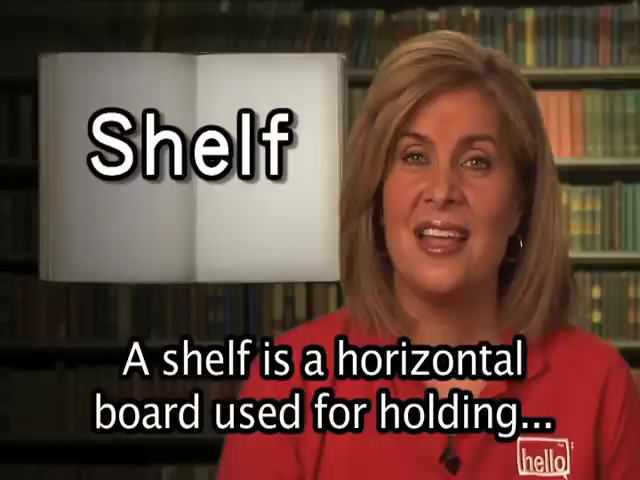 Shelf
A shelf is a horizontal
board used for holding...
hello